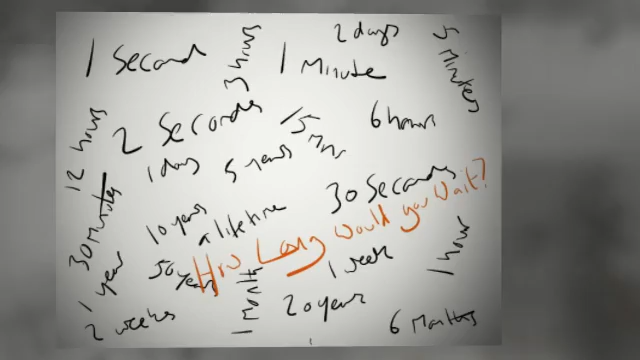 1 Second
3 hours
1 Minute
2 days
5 Minutes
12 hours
2 Seconds
15 Mins
6 hours
1 days
5 years
30 Seconds
30 Minutes
10 years
a lifetime
How Long Would you Wait?
1 year
50 years
1 Month
1 week
1 hour
2 weeks
20 years
6 Months